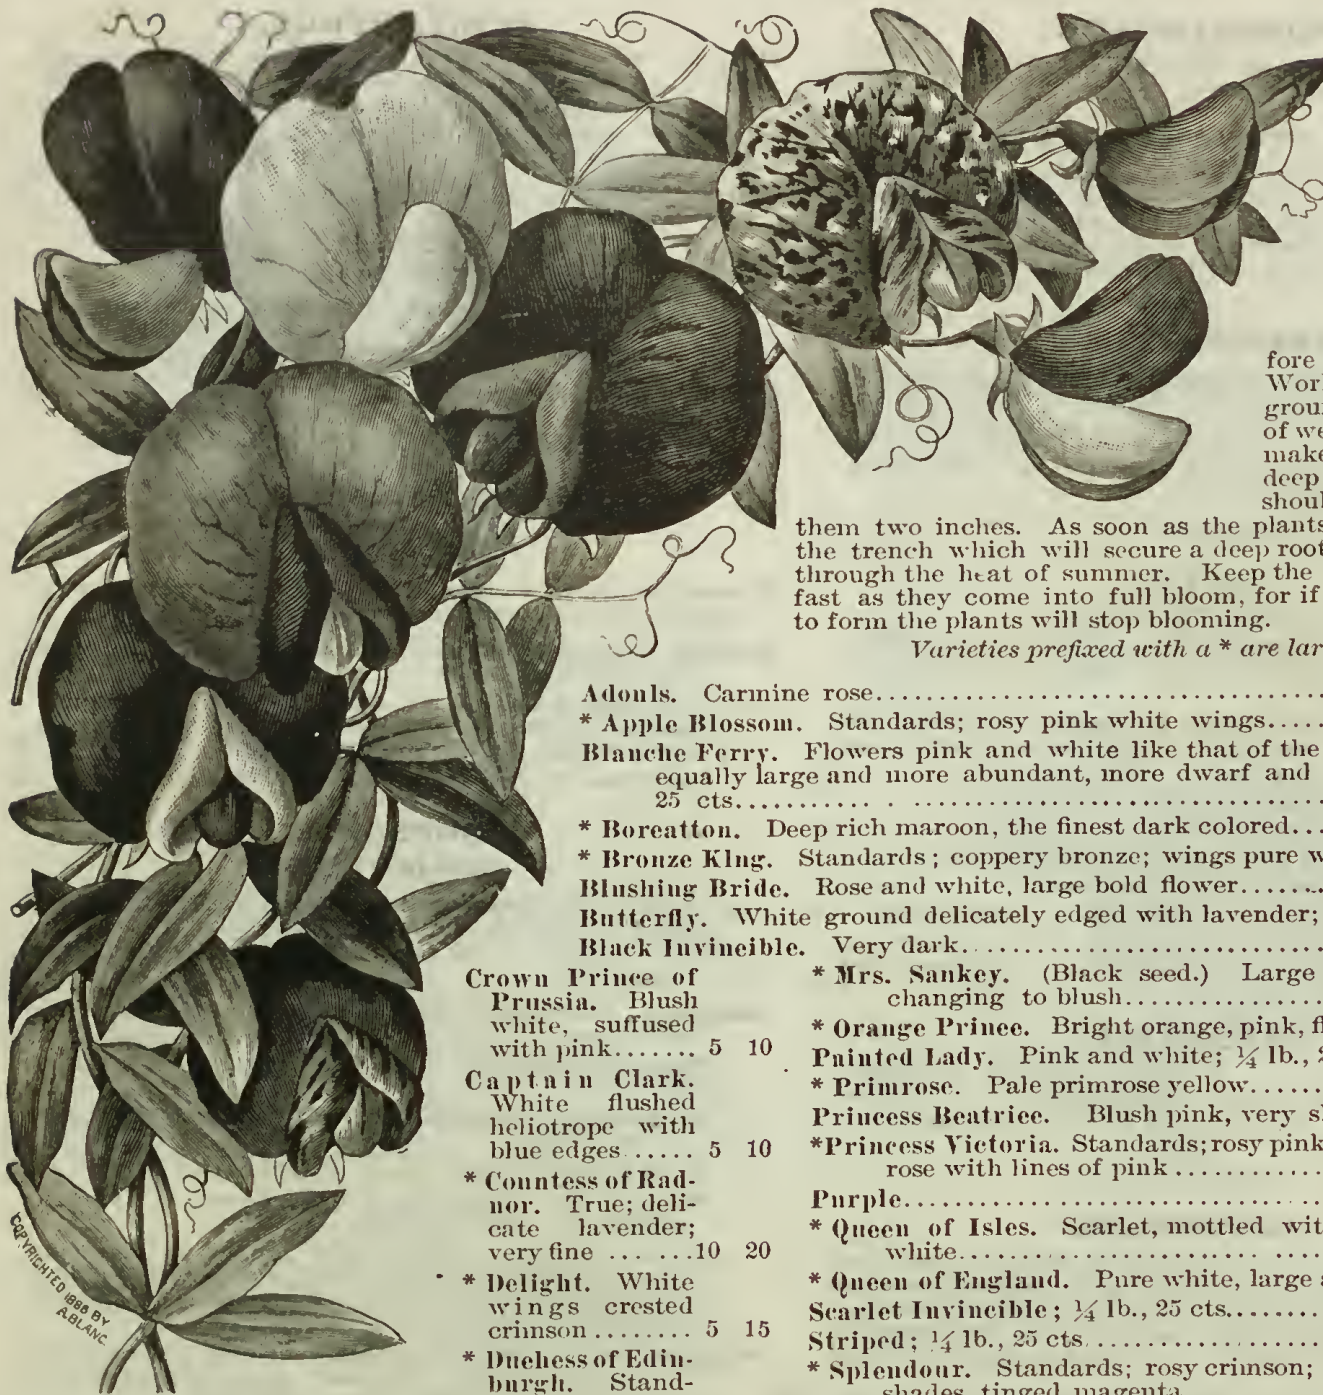 fore
Worl
groun
of we
make
deep
shoul
them two inches. As soon as the plants
the trench which will secure a deep root
through the heat of summer. Keep the
fast as they come into full bloom, for if
to form the plants will stop blooming.
Varieties prefixed with a * are lar
Adonis. Carmine rose
* Apple Blossom. Standards; rosy pink white wings
Blanche Ferry. Flowers pink and white like that of the
equally large and more abundant, more dwarf and
25 cts.
* Boreatton. Deep rich maroon, the finest dark colored
* Bronze King. Standards; coppery bronze; wings pure w
Blushing Bride. Rose and white, large bold flower
Butterfly. White ground delicately edged with lavender;
Black Invincible. Very dark
Crown Prince of
Prussia. Blush
white, suffused
with pink....... 5 10
Captain Clark.
White flushed
heliotrope with
blue edges ..... 5 10
* Countess of Rad-
nor. True; deli-
cate lavender;
very fine ... ...10 20
* Delight. White
wings crested
crimson ........ 5 15
* Duchess of Edin-
burgh. Stand-
* Mrs. Sankey. (Black seed.) Large
changing to blush
* Orange Prince. Bright orange, pink, fl
Painted Lady. Pink and white; ¼ lb., 2
* Primrose. Pale primrose yellow
Princess Beatrice. Blush pink, very sl
*Princess Victoria. Standards; rosy pink
rose with lines of pink
Purple
* Queen of Isles. Scarlet, mottled wit
white
* Queen of England. Pure white, large a
Scarlet Invincible; ¼ lb., 25 cts.
Striped; ¼ lb., 25 cts.
* Splendour. Standards; rosy crimson;
shades tinged magenta
COPYRIGHTED 1886 BY
A.BLANC.